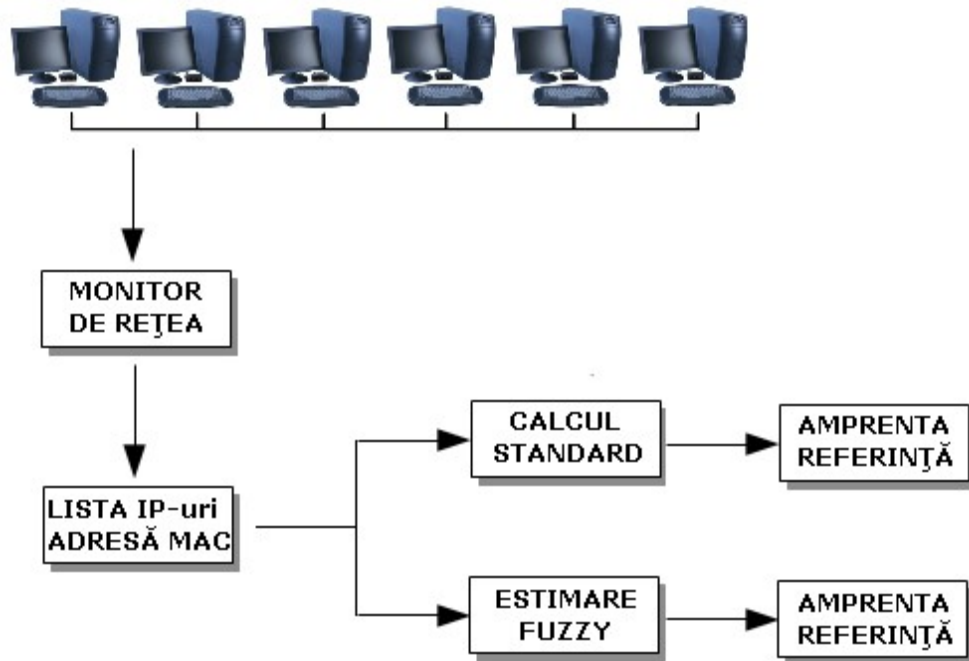 MONITOR
DE REŢEA
LISTA IP-uri
ADRESĂ MAC
CALCUL
STANDARD
AMPRENTA
REFERINŢĂ
ESTIMARE
FUZZY
AMPRENTA
REFERINŢĂ